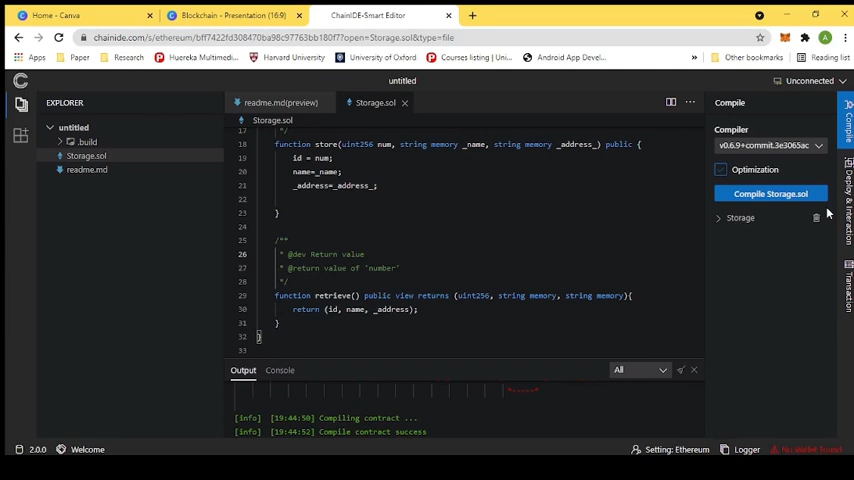 Home - Canva
Blockchain - Presentation (16:9)
ChainIDE-Smart Editor
chainide.com/s/ethereum/bff7422fd308470ba98c97763bb180f7?open=Storage.sol&type=file
Apps
Paper
Research
Huereka Multimedia...
Harvard University
University of Oxford
Courses listing | Uni...
Android App Devel...
Other bookmarks
Reading list
untitled
Unconnected
EXPLORER
readme.md(preview)
Storage.sol
Compile
untitled
.build
Storage.sol
readme.md
Storage.sol
17 */
18 function store(uint256 num, string memory _name, string memory _address_) public {
19 id = num;
20 name=_name;
21 _address=_address_;
22
23 }
24
25 /**
26 * @dev Return value
27 * @return value of 'number'
28 */
29 function retrieve() public view returns (uint256, string memory, string memory){
30 return (id, name, _address);
31 }
32 }
33
Compiler
v0.6.9+commit.3e3065ac
Optimization
Compile Storage.sol
Storage
Compile
Deploy & Interaction
Transaction
Output
Console
All
[info] [19:44:50] Compiling contract ...
[info] [19:44:52] Compile contract success
2.0.0
Welcome
Setting: Ethereum
Logger
No Wallet Found